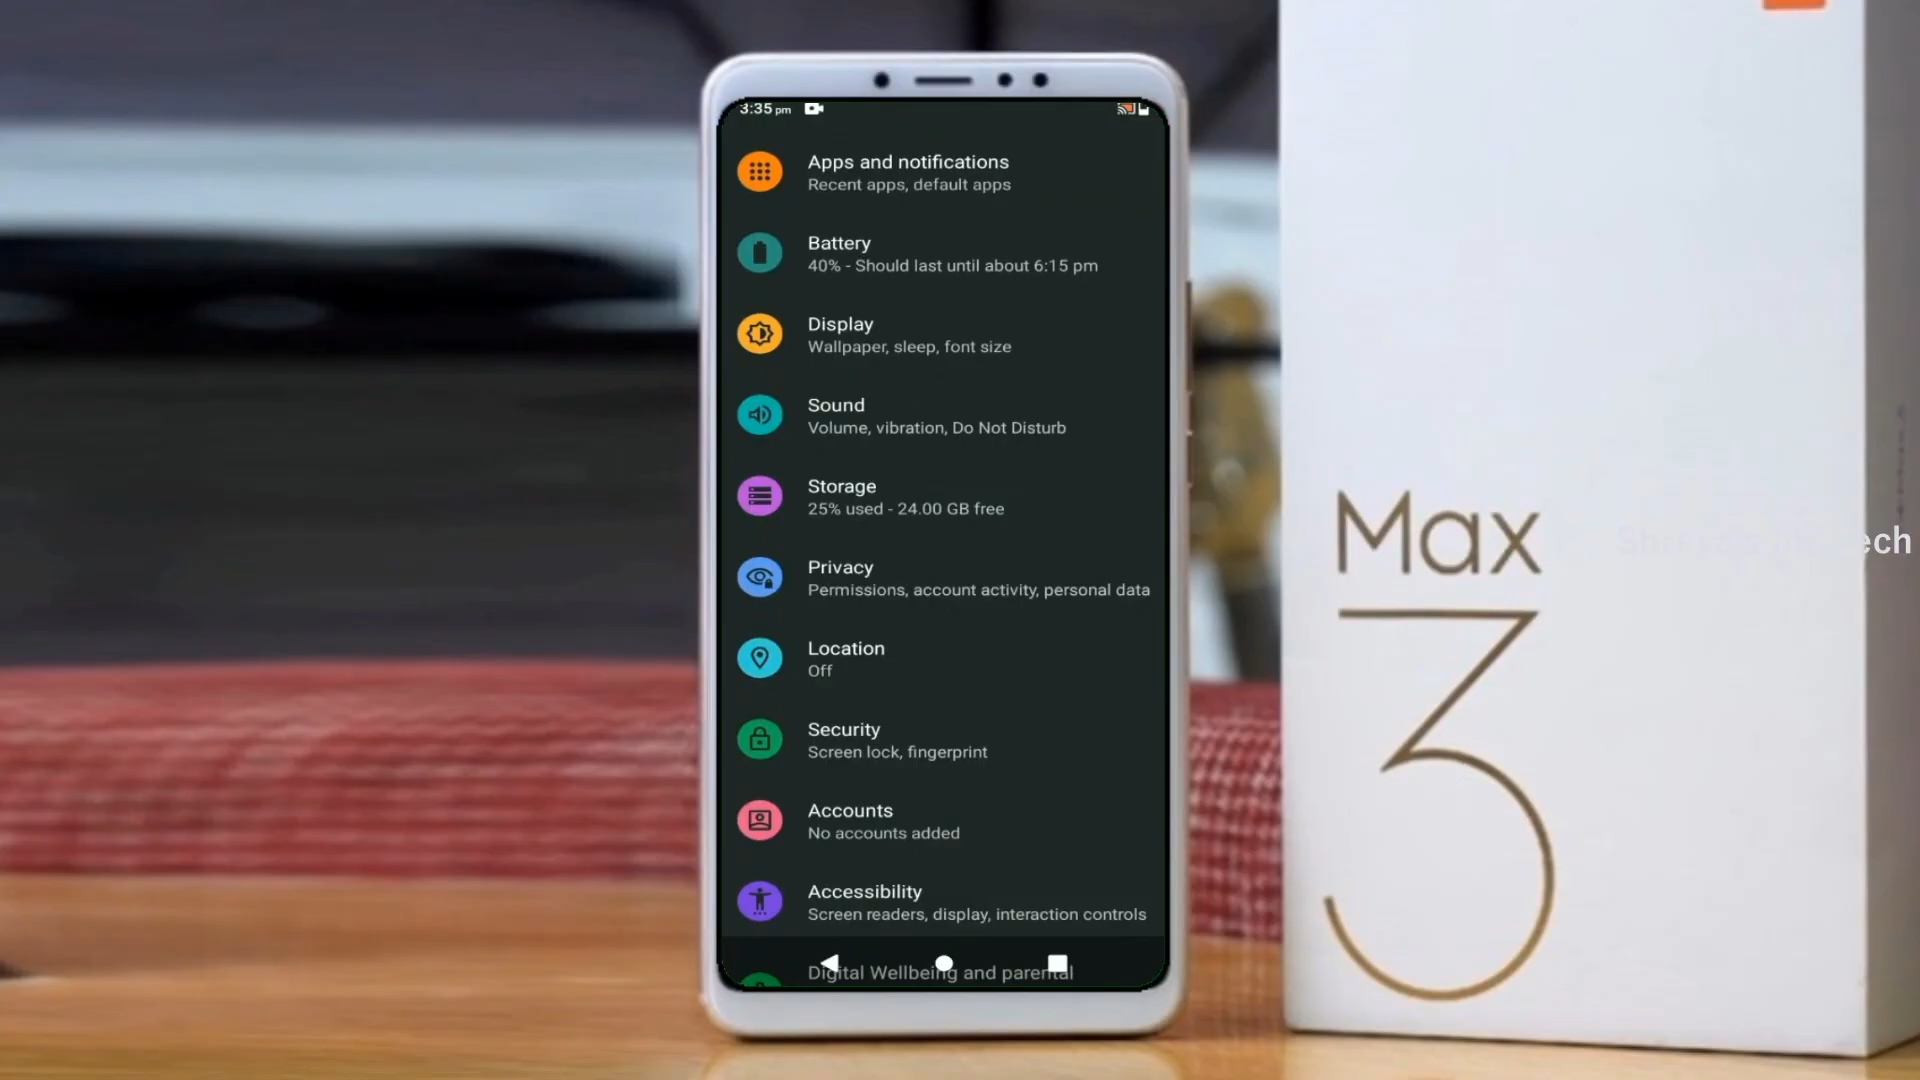 3:35 pm
Apps and notifications
Recent apps, default apps
Battery
40% - Should last until about 6:15 pm
Display
Wallpaper, sleep, font size
Sound
Volume, vibration, Do Not Disturb
Storage
25% used - 24.00 GB free
Privacy
Permissions, account activity, personal data
Location
Off
Security
Screen lock, fingerprint
Accounts
No accounts added
Accessibility
Screen readers, display, interaction controls
Digital Wellbeing and parental
Max
3